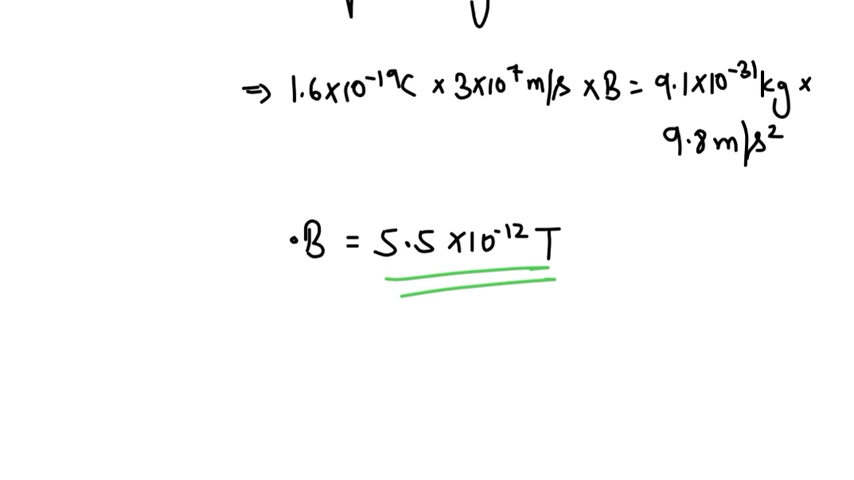 ⇒ 1.6×10⁻¹⁹C × 3×10⁷ m/s × B = 9.1×10⁻³¹ kg ×
9.8 m/s²
·B = 5.5 ×10⁻¹² T